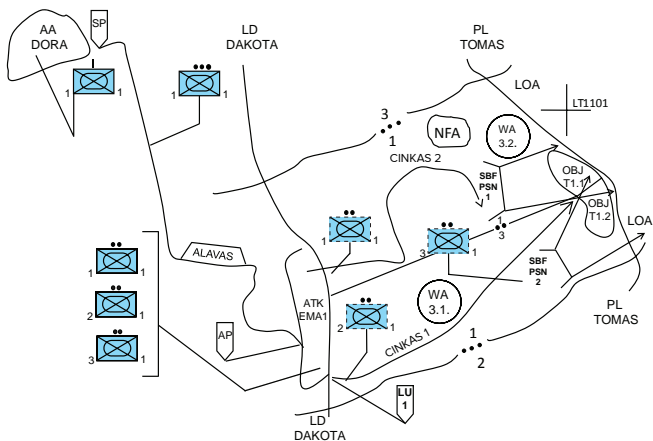 AA
DORA
SP
1 1
1 1
LD
DAKOTA
PL
TOMAS
LOA
LT1101
3
1
NFA
WA
3.2.
CINKAS 2
SBF
PSN
1
OBJ
T1.1
OBJ
T1.2
1
3
LOA
1 1
1 1
3 1
2 1
3 1
ALAVAS
ATK
EMA1
2 1
WA
3.1.
SBF
PSN
2
PL
TOMAS
AP
CINKAS 1
1
2
LU
1
LD
DAKOTA